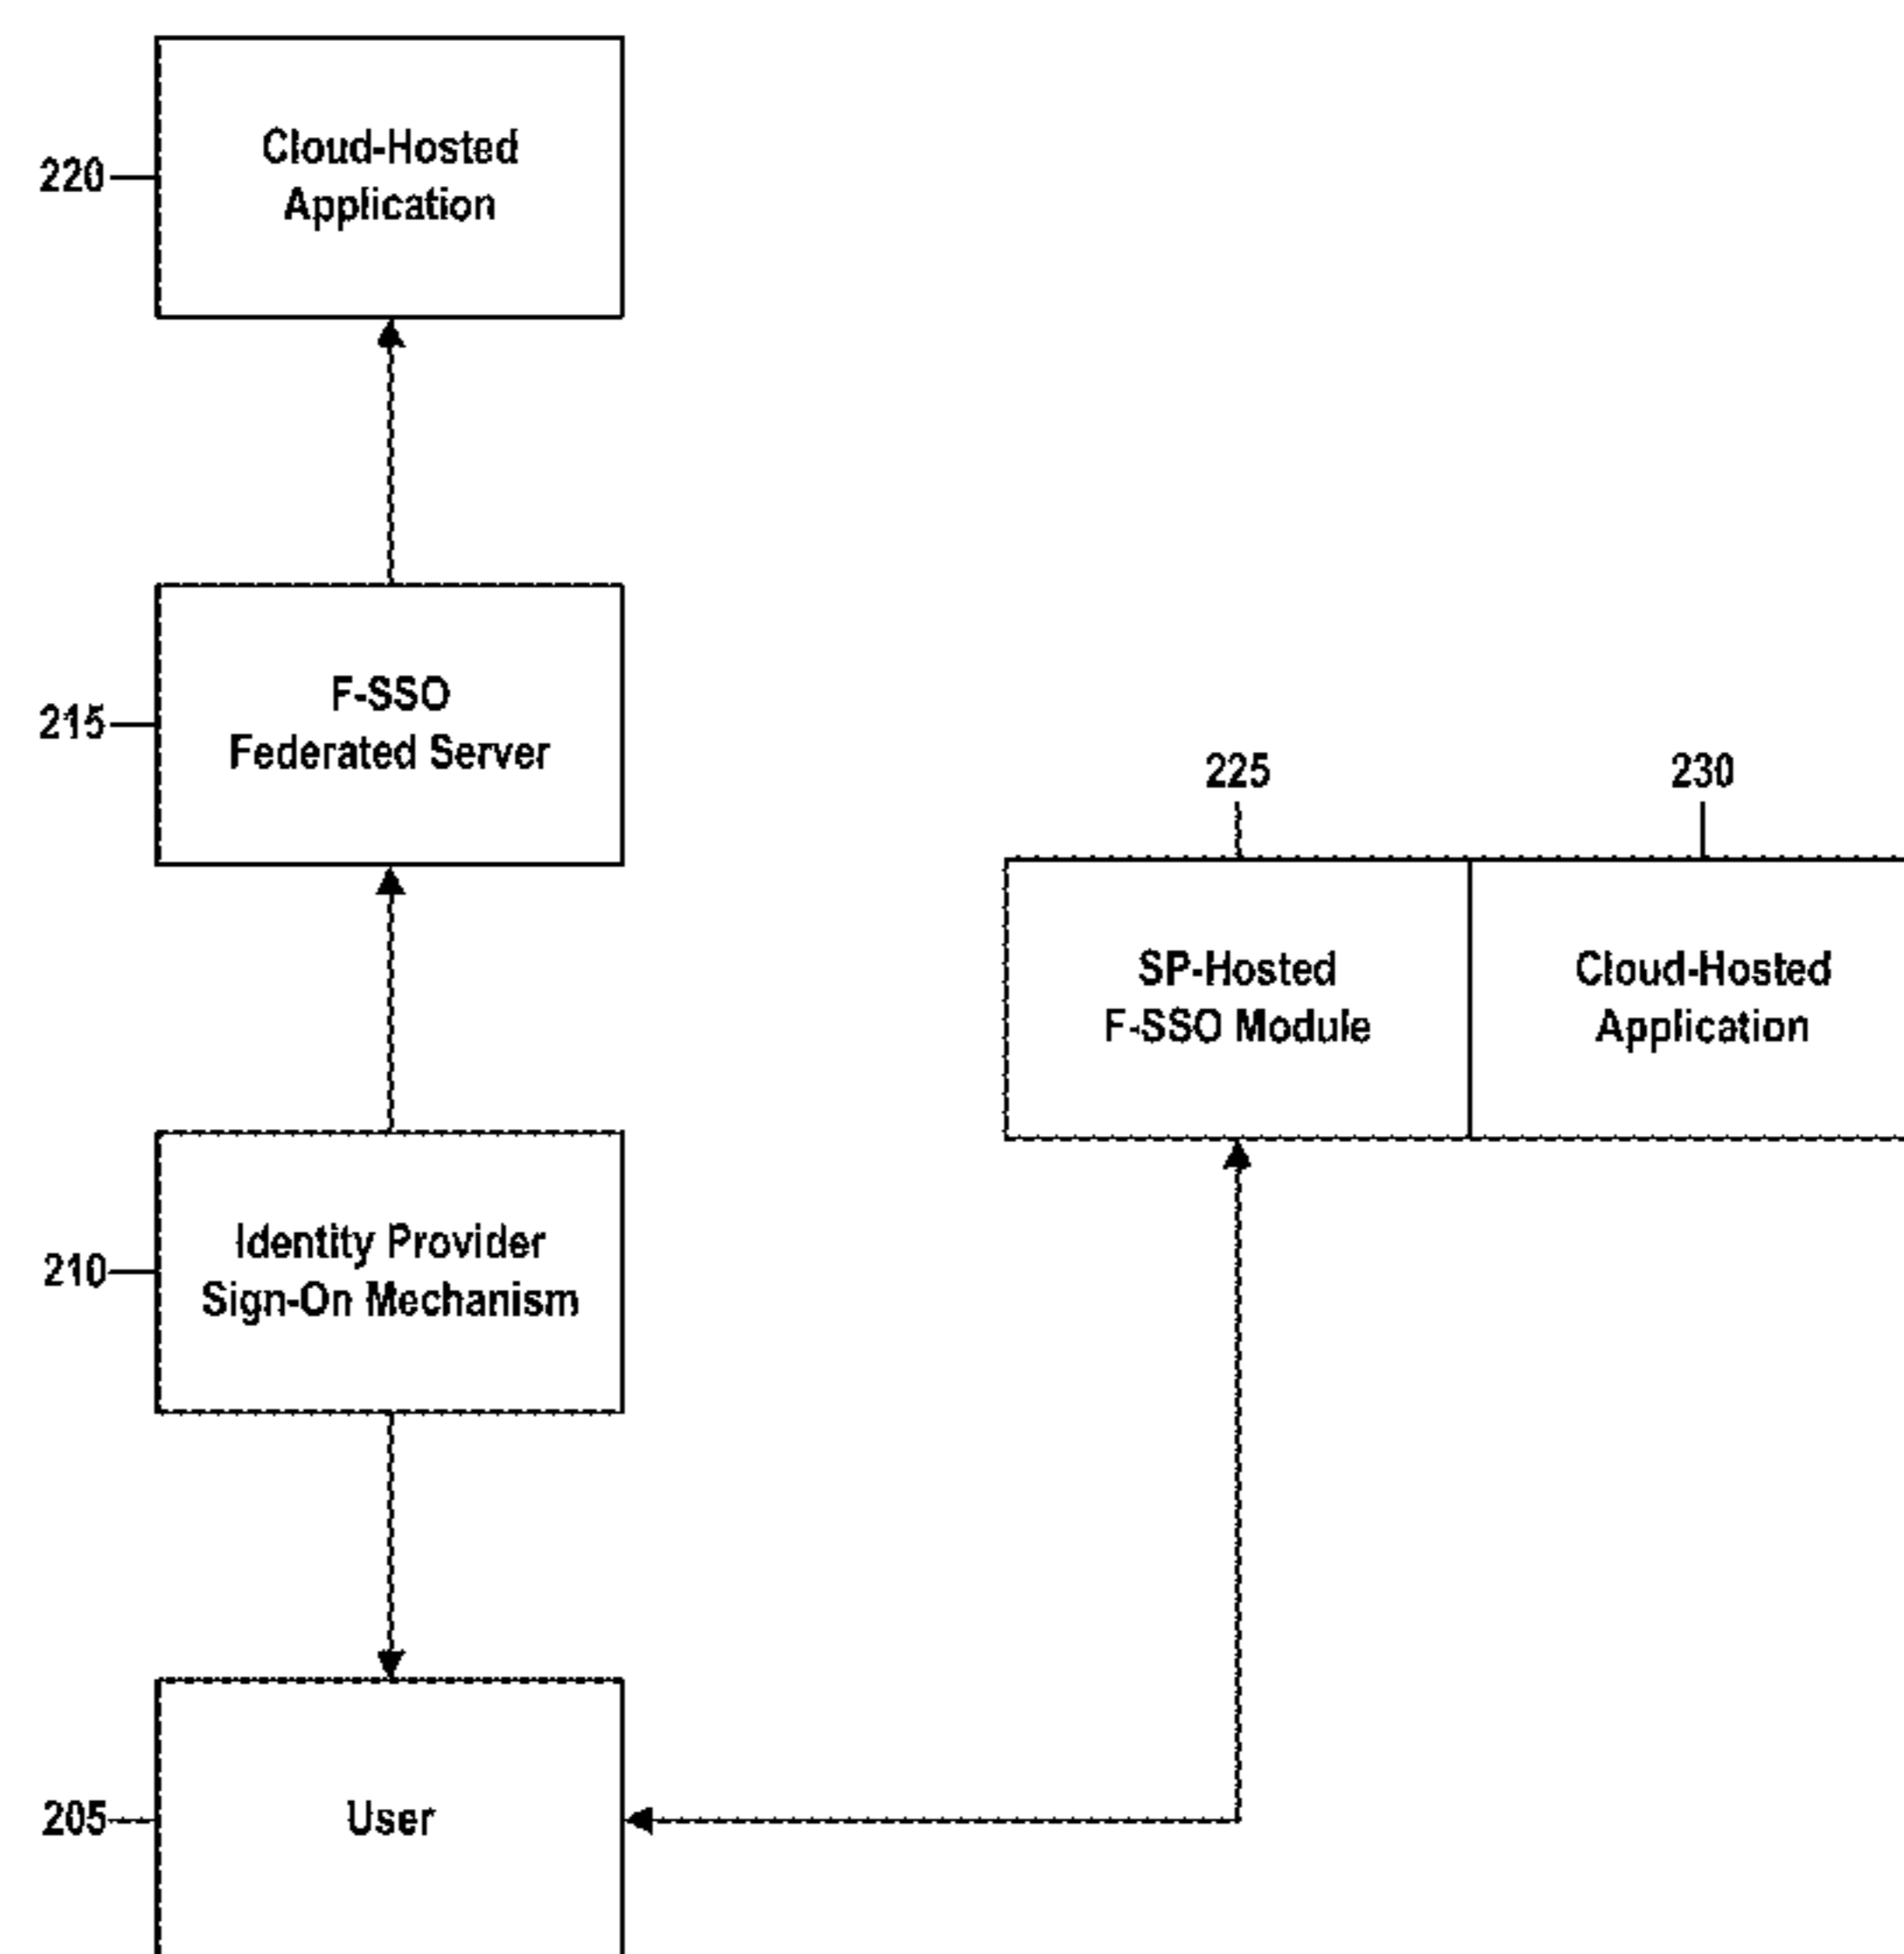 220
Cloud-Hosted
Application
215
F-SSO
Federated Server
225
230
SP-Hosted
F-SSO Module
Cloud-Hosted
Application
210
Identity Provider
Sign-On Mechanism
205
User